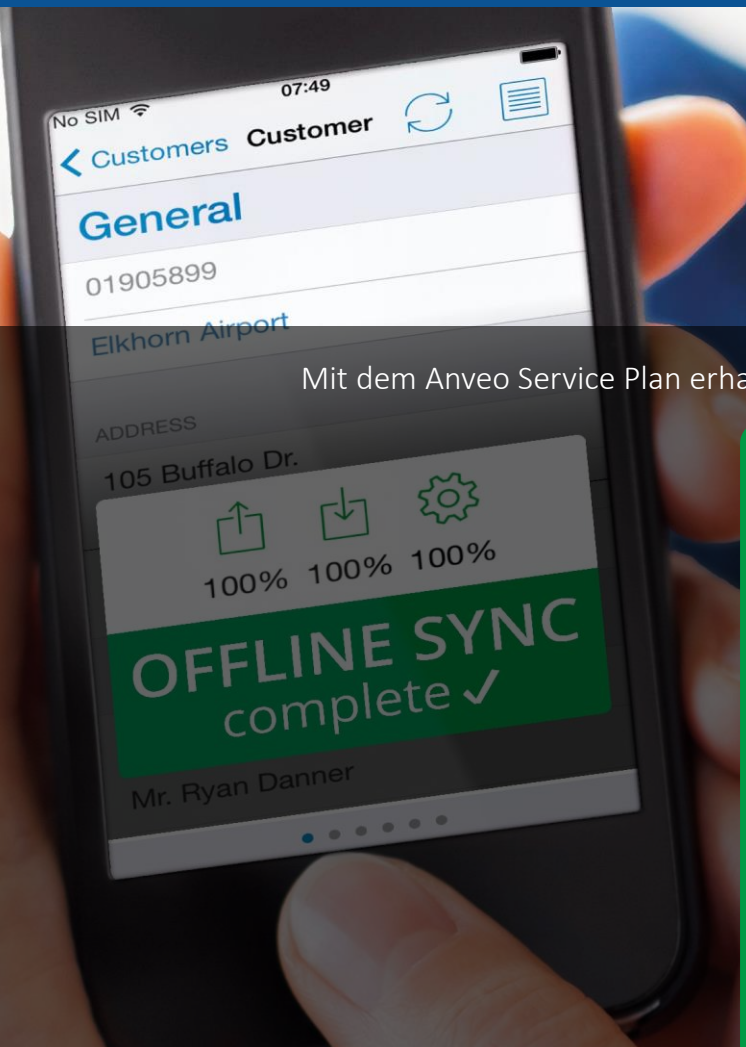 No SIM 07:49
Customers Customer
General
01905899
Elkhorn Airport
Mit dem Anveo Service Plan
ADDRESS
105 Buffalo Dr.
100% 100% 100%
OFFLINE SYNC
complete ✓
Mr. Ryan Danner